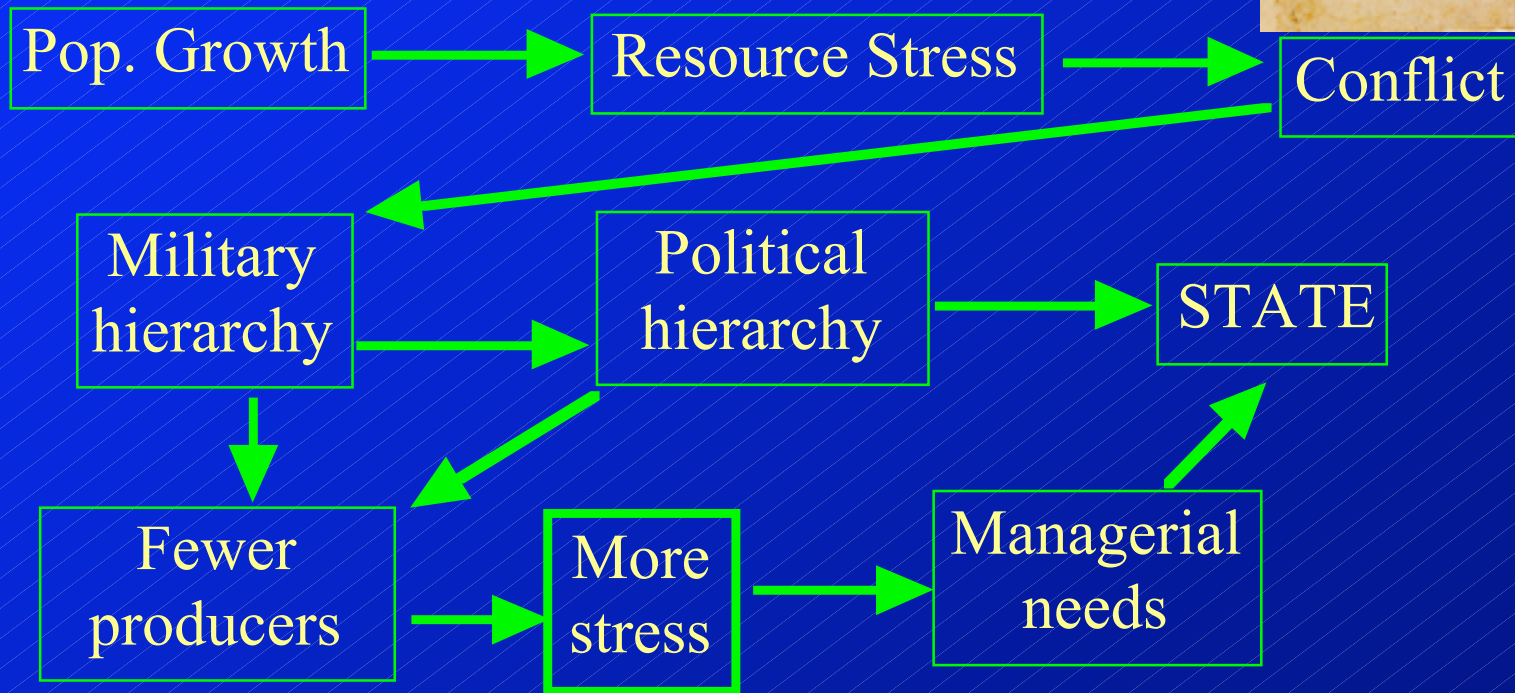 Pop. Growth
Resource Stress
Conflict
Military
hierarchy
Political
hierarchy
STATE
Fewer
producers
More
stress
Managerial
needs